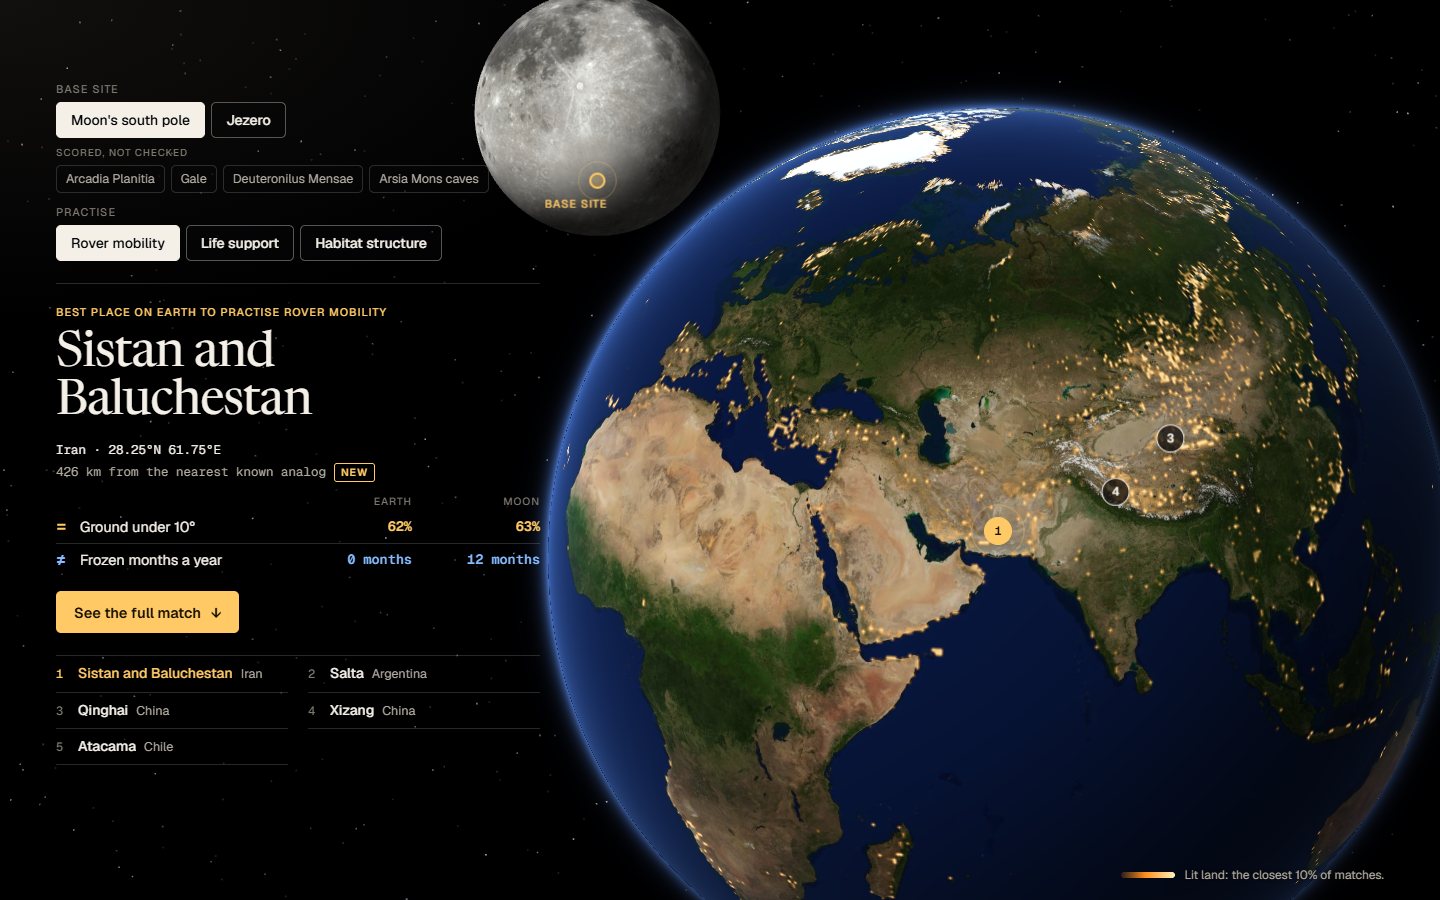 BASE SITE
Moon's south pole
Jezero
SCORED, NOT CHECKED
Arcadia Planitia
Gale
Deuteronilus Mensae
Arsia Mons caves
PRACTISE
Rover mobility
Life support
Habitat structure
BASE SITE
BEST PLACE ON EARTH TO PRACTISE ROVER MOBILITY
Sistan and
Baluchestan
Iran · 28.25°N 61.75°E
426 km from the nearest known analog NEW
EARTH MOON
= Ground under 10° 62% 63%
≠ Frozen months a year 0 months 12 months
See the full match ↓
1 Sistan and Baluchestan Iran
2 Salta Argentina
3 Qinghai China
4 Xizang China
5 Atacama Chile
3
4
1
Lit land: the closest 10% of matches.